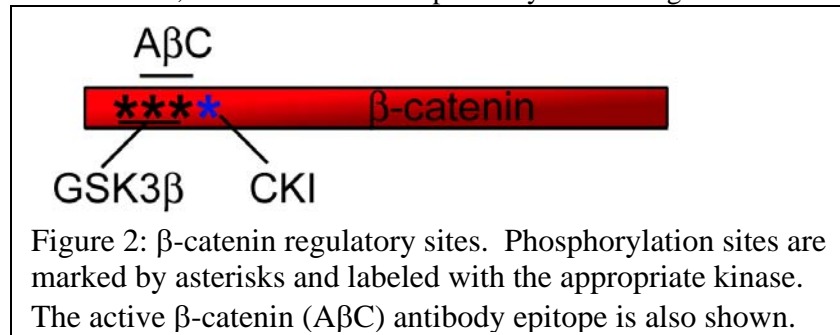 AβC
*** * β-catenin
GSK3β CKI
Figure 2: β-catenin regulatory sites. Phosphorylation sites are
marked by asterisks and labeled with the appropriate kinase.
The active β-catenin (AβC) antibody epitope is also shown.